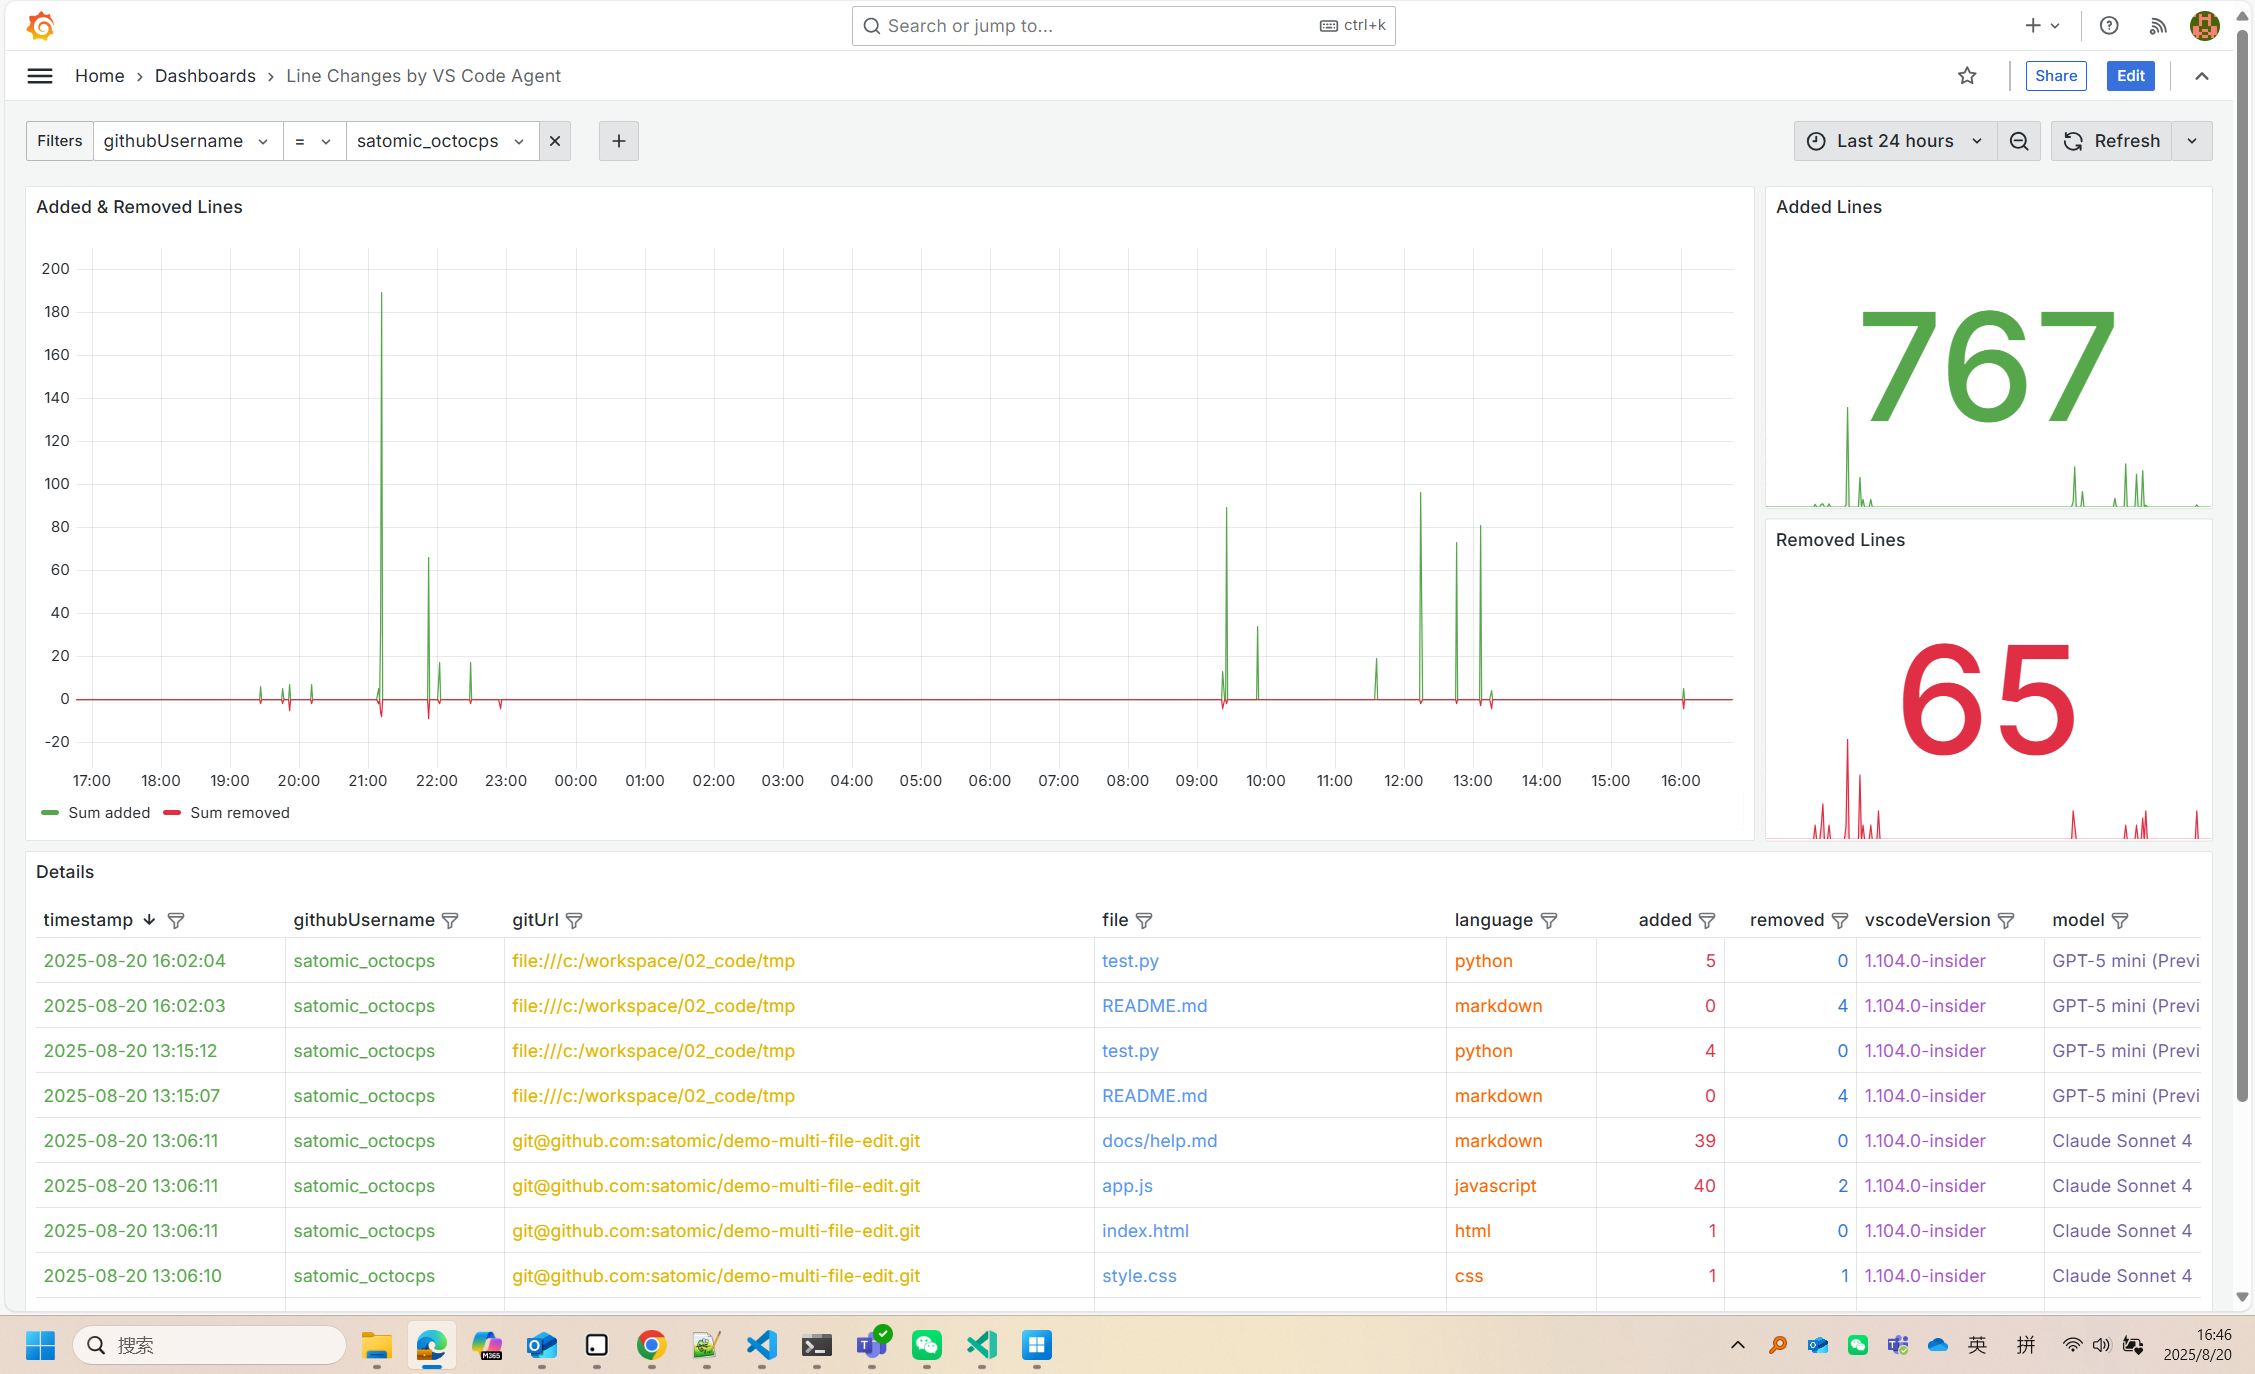 Search or jump to... ctrl+k
Home › Dashboards › Line Changes by VS Code Agent
Share Edit
Filters githubUsername = satomic_octocps
Last 24 hours Refresh
Added & Removed Lines
200
180
160
140
120
100
80
60
40
20
0
-20
17:00 18:00 19:00 20:00 21:00 22:00 23:00 00:00 01:00 02:00 03:00 04:00 05:00 06:00 07:00 08:00 09:00 10:00 11:00 12:00 13:00 14:00 15:00 16:00
Sum added Sum removed
Added Lines
767
Removed Lines
65
Details
timestamp githubUsername gitUrl file language added removed vscodeVersion model
2025-08-20 16:02:04 satomic_octocps file:///c:/workspace/02_code/tmp test.py python 5 0 1.104.0-insider GPT-5 mini (Previ
2025-08-20 16:02:03 satomic_octocps file:///c:/workspace/02_code/tmp README.md markdown 0 4 1.104.0-insider GPT-5 mini (Previ
2025-08-20 13:15:12 satomic_octocps file:///c:/workspace/02_code/tmp test.py python 4 0 1.104.0-insider GPT-5 mini (Previ
2025-08-20 13:15:07 satomic_octocps file:///c:/workspace/02_code/tmp README.md markdown 0 4 1.104.0-insider GPT-5 mini (Previ
2025-08-20 13:06:11 satomic_octocps git@github.com:satomic/demo-multi-file-edit.git docs/help.md markdown 39 0 1.104.0-insider Claude Sonnet 4
2025-08-20 13:06:11 satomic_octocps git@github.com:satomic/demo-multi-file-edit.git app.js javascript 40 2 1.104.0-insider Claude Sonnet 4
2025-08-20 13:06:11 satomic_octocps git@github.com:satomic/demo-multi-file-edit.git index.html html 1 0 1.104.0-insider Claude Sonnet 4
2025-08-20 13:06:10 satomic_octocps git@github.com:satomic/demo-multi-file-edit.git style.css css 1 1 1.104.0-insider Claude Sonnet 4
搜索
M365
英 拼
16:46
2025/8/20